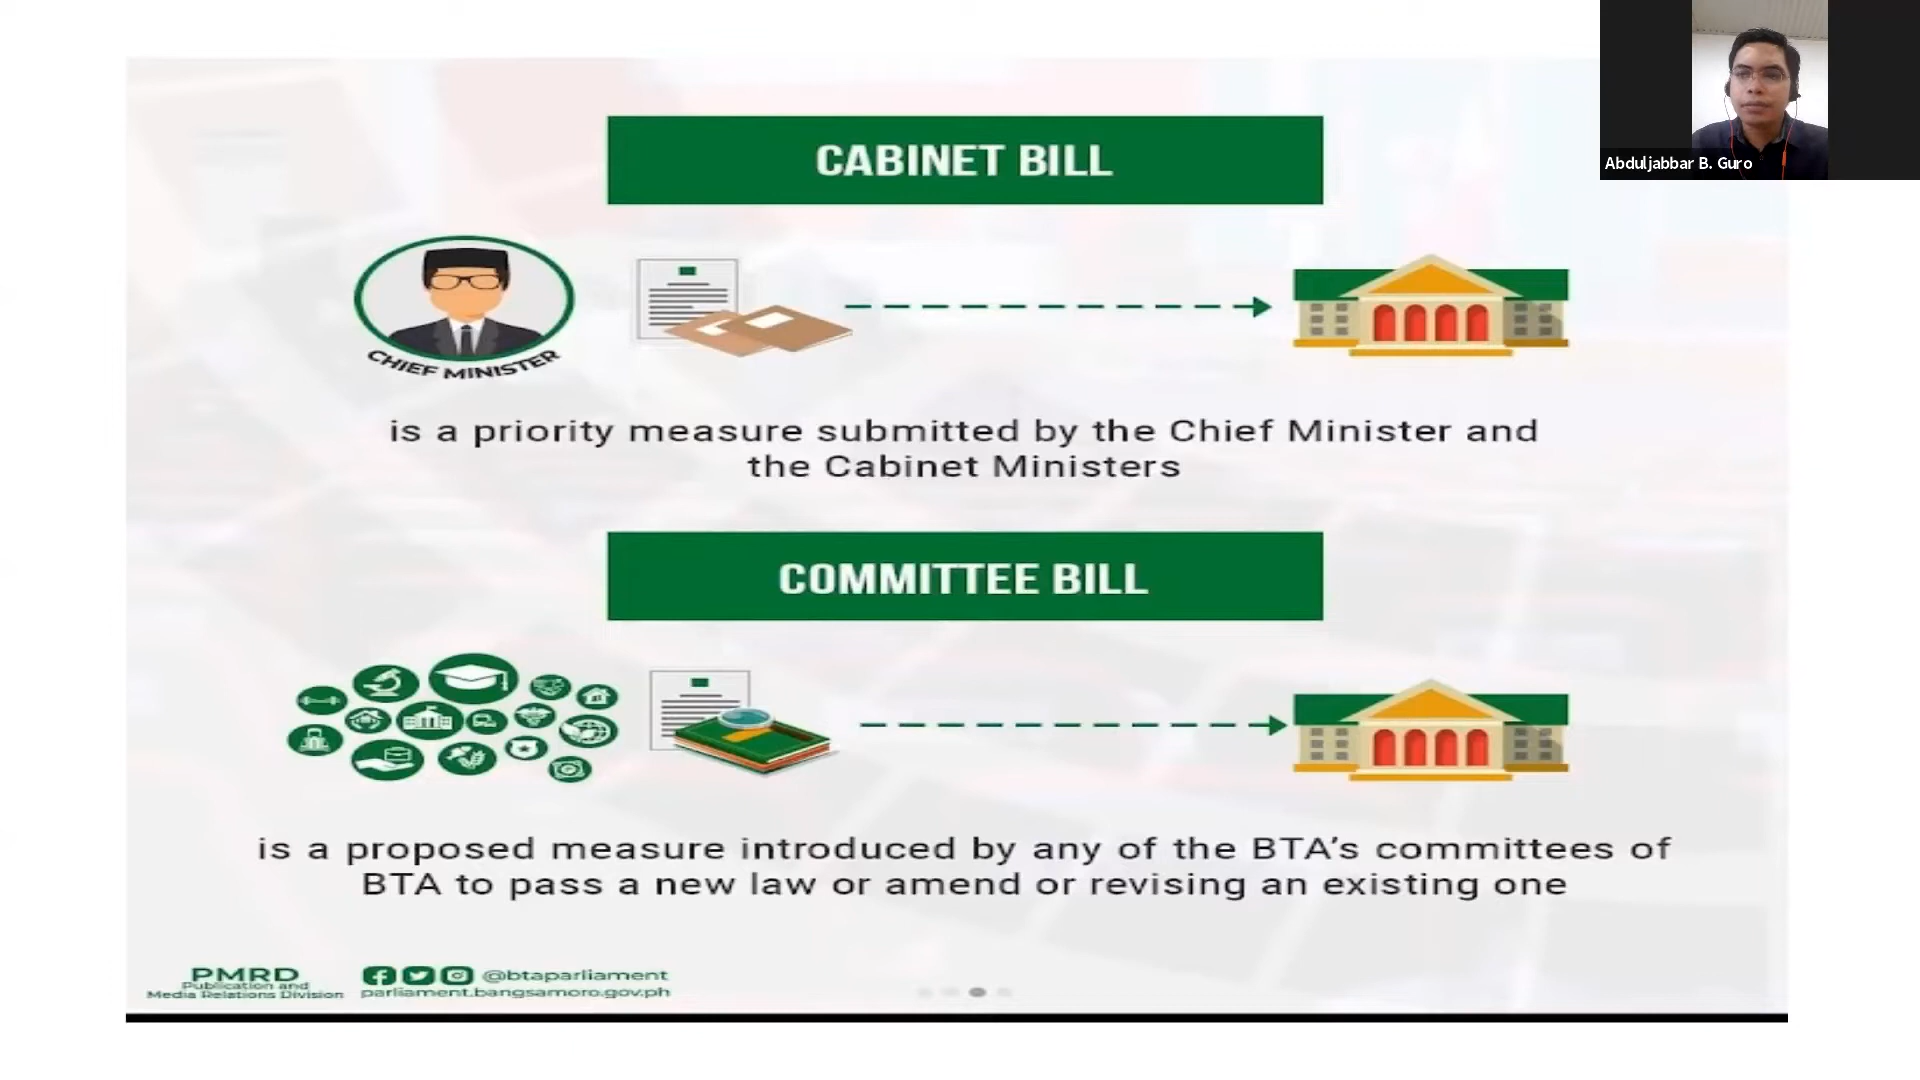 Abduljabbar B. Guro
CABINET BILL
CHIEF MINISTER
is a priority measure submitted by the Chief Minister and
the Cabinet Ministers
COMMITTEE BILL
is a proposed measure introduced by any of the BTA’s committees of
BTA to pass a new law or amend or revising an existing one
PMRD
Publication and
Media Relations Division
@btaparliament
parliament.bangsamoro.gov.ph